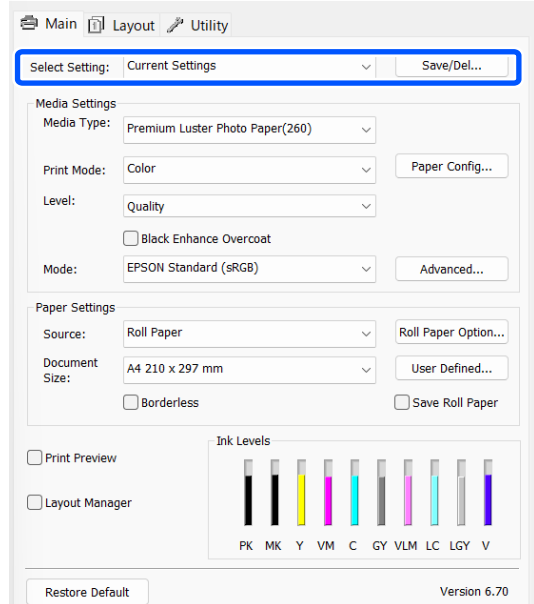 Main Layout Utility
Select Setting: Current Settings Save/Del...
Media Settings
Media Type: Premium Luster Photo Paper(260)
Print Mode: Color Paper Config...
Level: Quality
Black Enhance Overcoat
Mode: EPSON Standard (sRGB) Advanced...
Paper Settings
Source: Roll Paper Roll Paper Option...
Document
Size: A4 210 x 297 mm User Defined...
Borderless Save Roll Paper
Ink Levels
Print Preview
Layout Manager
PK MK Y VM C GY VLM LC LGY V
Restore Default Version 6.70